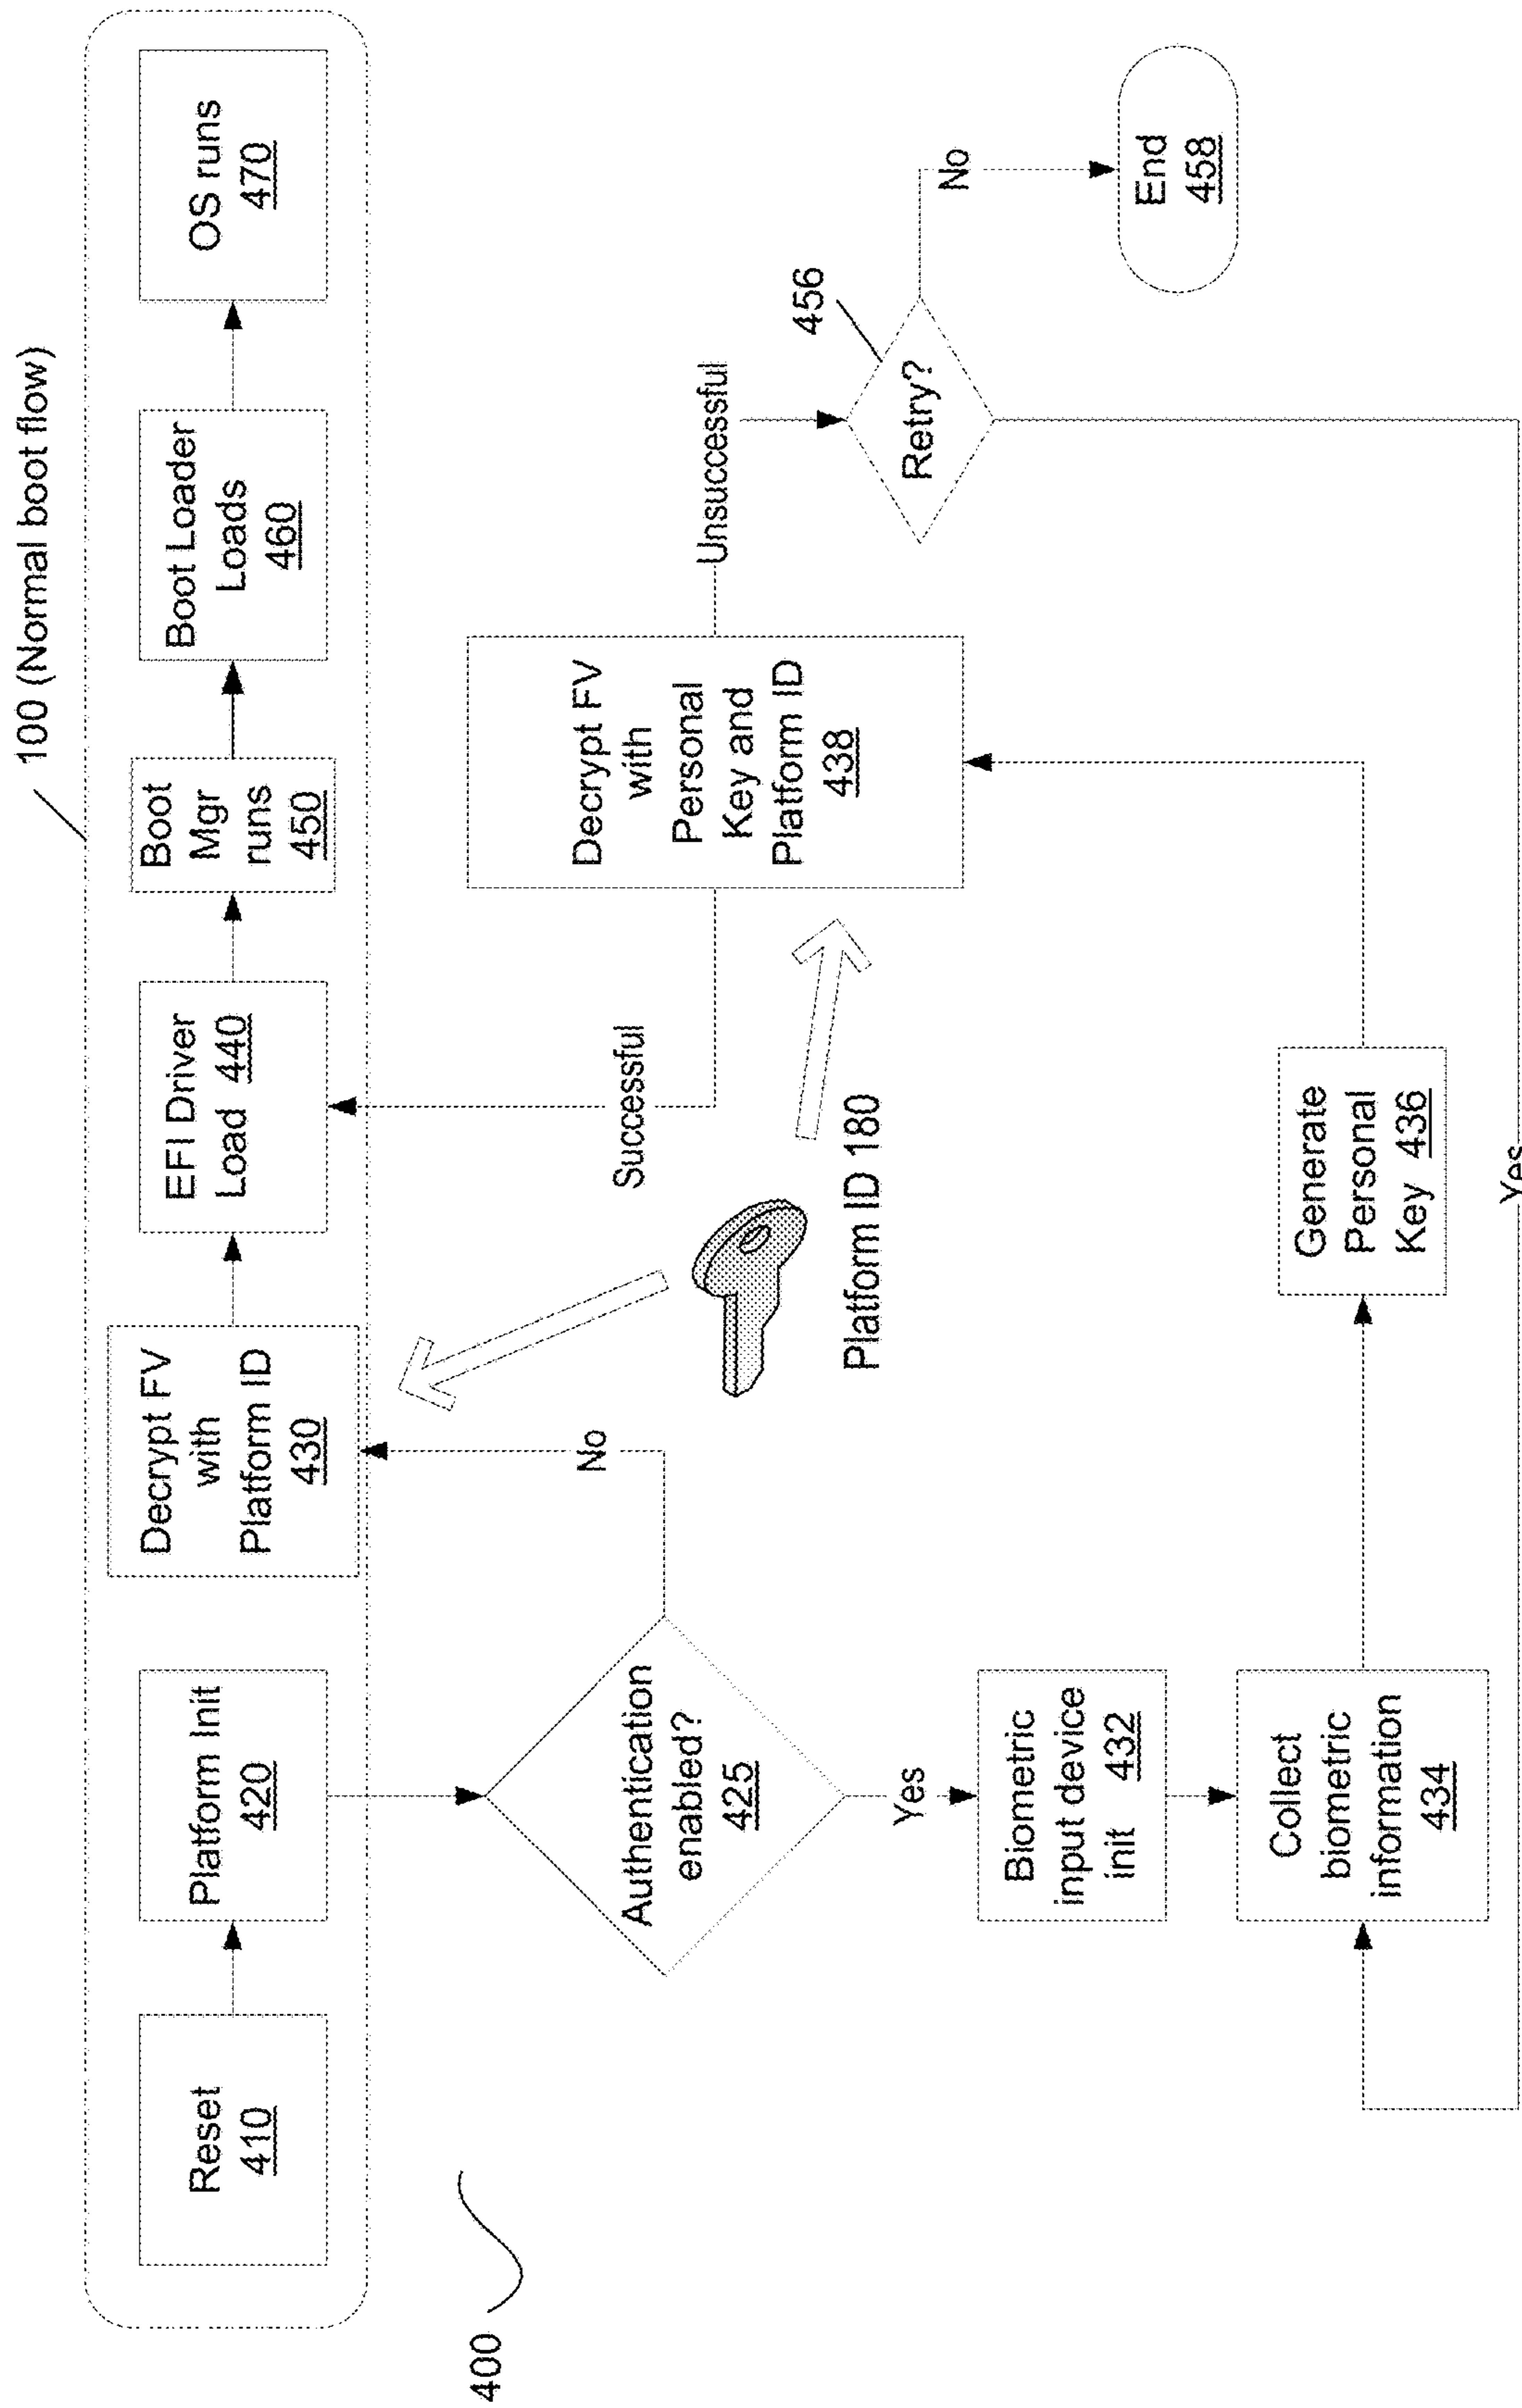 100 (Normal boot flow)
Reset
410
Platform Init
420
Decrypt FV
with
Platform ID
430
EFI Driver
Load 440
Boot
Mgr
runs
450
Boot Loader
Loads
460
OS runs
470
400
Authentication
enabled?
425
No
Yes
Platform ID 180
Successful
Decrypt FV
with
Personal
Key and
Platform ID
438
Unsuccessful
456
Retry?
No
End
458
Biometric
input device
init 432
Collect
biometric
information
434
Generate
Personal
Key 436
Yes